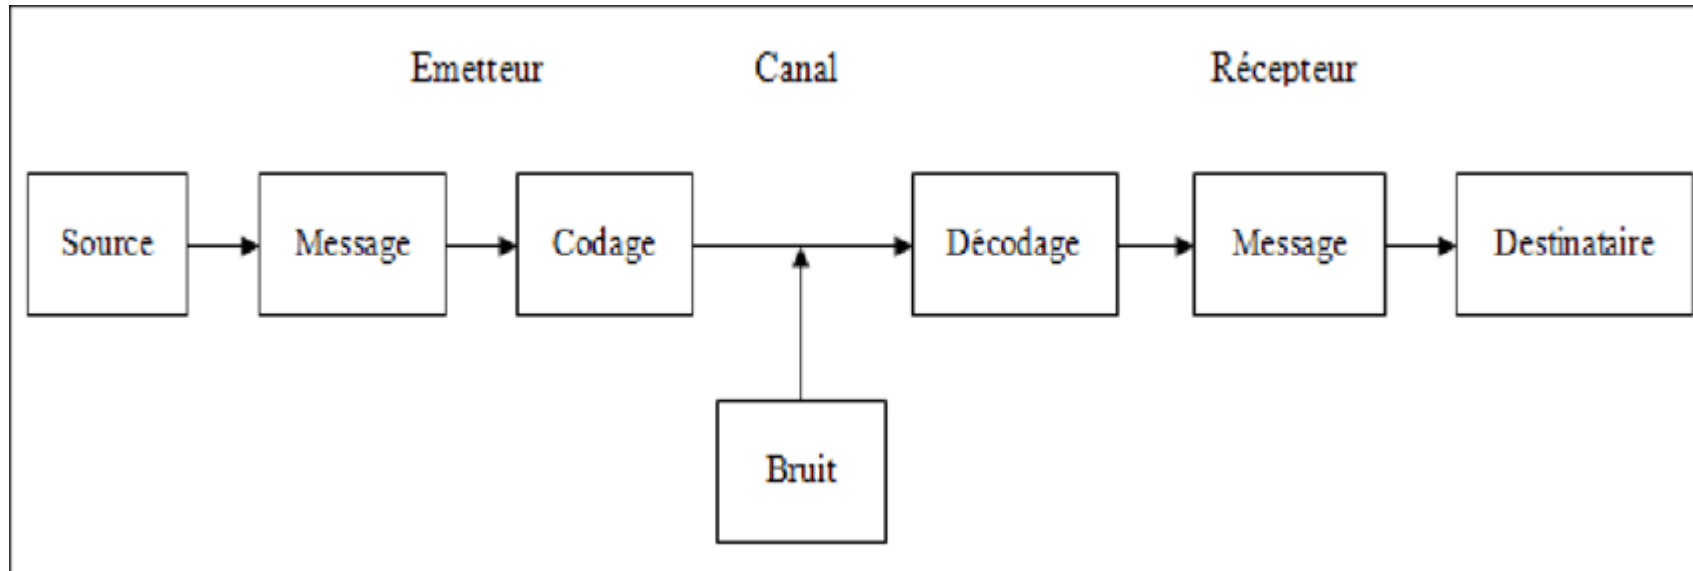 Emetteur Canal Récepteur
Source Message Codage Décodage Message Destinataire
Bruit